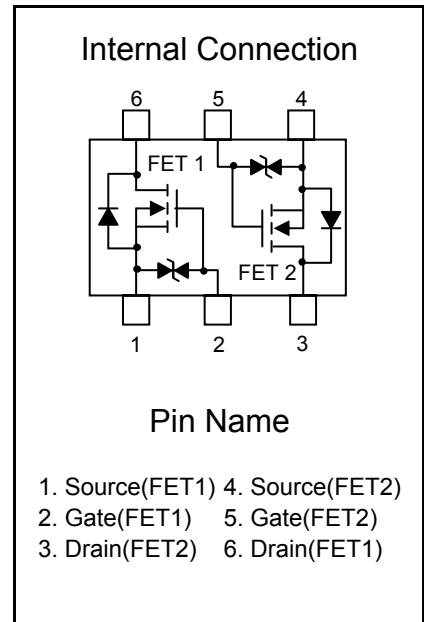 Internal Connection
6 5 4
FET 1
FET 2
1 2 3
Pin Name
1. Source(FET1) 4. Source(FET2)
2. Gate(FET1) 5. Gate(FET2)
3. Drain(FET2) 6. Drain(FET1)